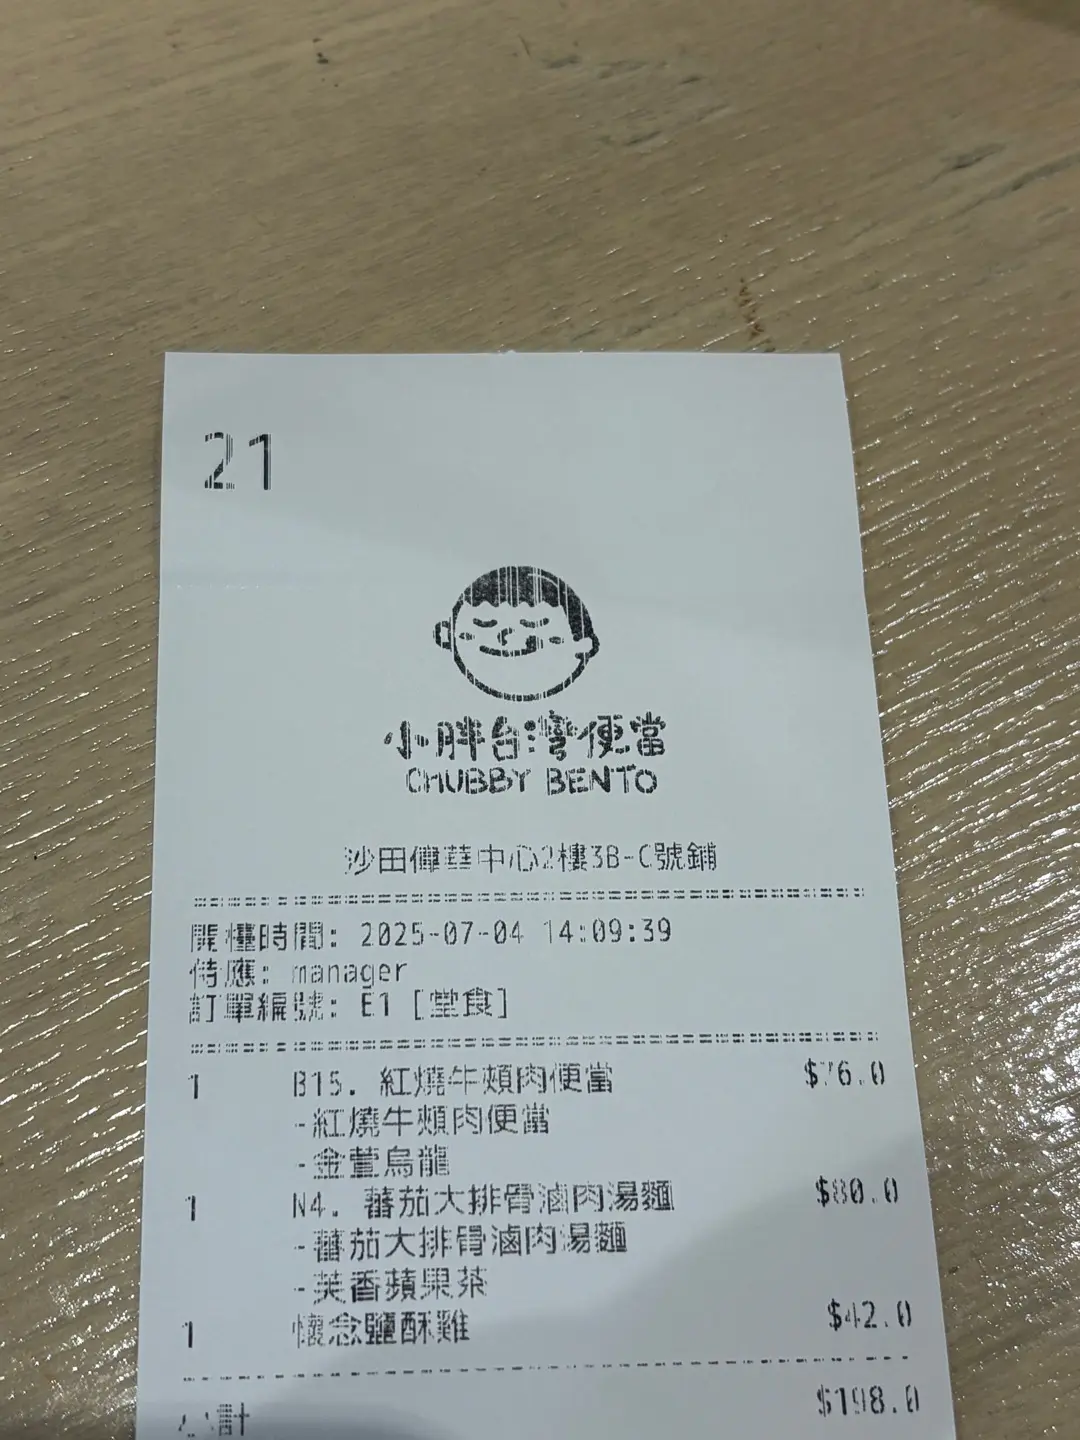 21
小胖台灣便當
CHUBBY BENTO
沙田偉華中心2樓3B-C號鋪
開檯時間: 2025-07-04 14:09:39
侍應: manager
訂單編號: E1 [堂食]
1 B15. 紅燒牛頰肉便當 $76.0
-紅燒牛頰肉便當
-金萱烏龍
1 N4. 蕃茄大排骨滷肉湯麵 $80.0
-蕃茄大排骨滷肉湯麵
-芙香蘋果茶
1 懷念鹽酥雞 $42.0
小計 $198.0